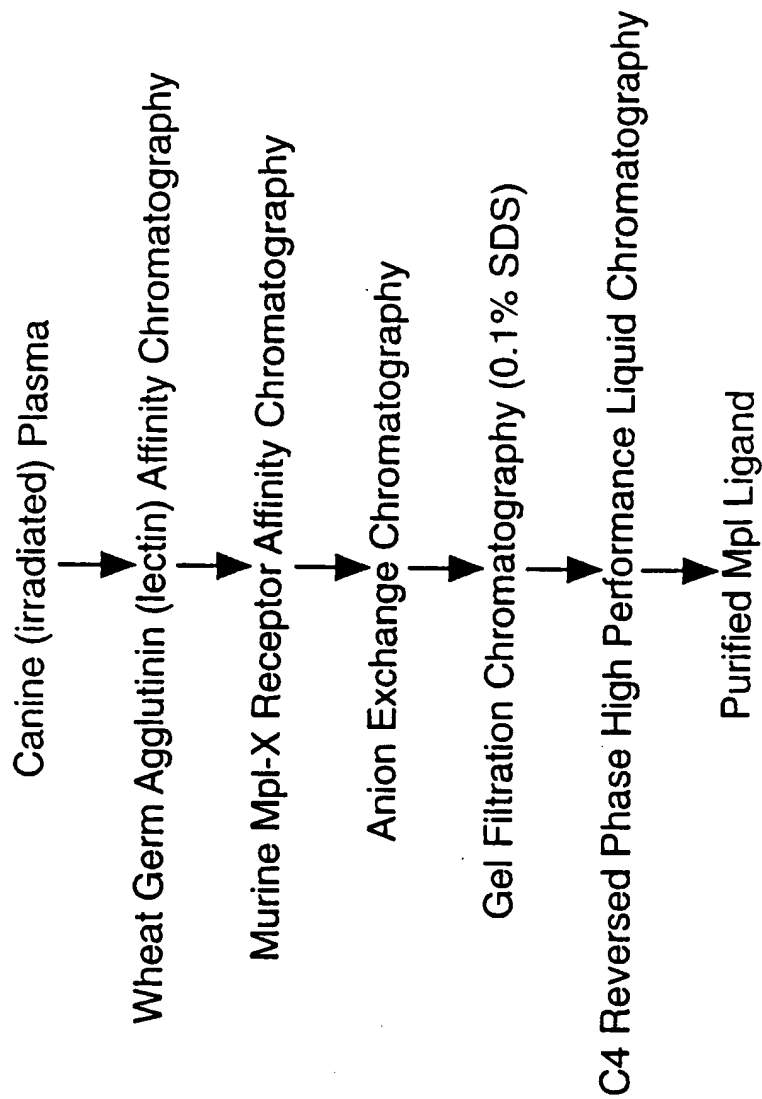 Canine (irradiated) Plasma
Wheat Germ Agglutinin (lectin) Affinity Chromatography
Murine Mpl-X Receptor Affinity Chromatography
Anion Exchange Chromatography
Gel Filtration Chromatography (0.1% SDS)
C4 Reversed Phase High Performance Liquid Chromatography
Purified Mpl Ligand